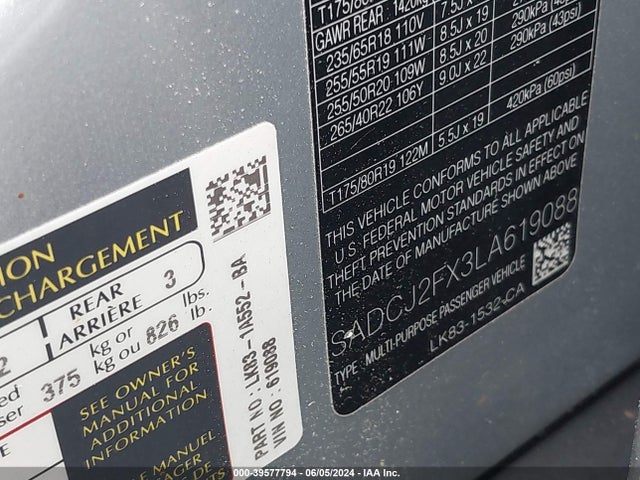 T175/80
GAWR REAR 1420kg
235/65R18 110V 7.5J x 19
255/55R19 111W 8.5J x 19 290kPa
255/50R20 109W 8.5J x 20 290kPa (43psi)
265/40R22 106Y 9.0J x 22
T175/80R19 122M 5.5J x 19 420kPa (60psi)
THIS VEHICLE CONFORMS TO ALL APPLICABLE
U.S. FEDERAL MOTOR VEHICLE SAFETY AND
THEFT PREVENTION STANDARDS IN EFFECT ON
THE DATE OF MANUFACTURE SHOWN ABOVE
SADCJ2FX3LA619088
TYPE: MULTI-PURPOSE PASSENGER VEHICLE
LK83-1532-CA
ION
CHARGEMENT
2 REAR 3
ARRIÈRE
375 kg or 826 lbs.
kg ou lb.
SEE OWNER'S
MANUAL FOR
ADDITIONAL
INFORMATION
MANUEL
PART NO : LK83-1A552-BA
VIN NO : 619088
000-39577794 - 06/05/2024 - IAA Inc.